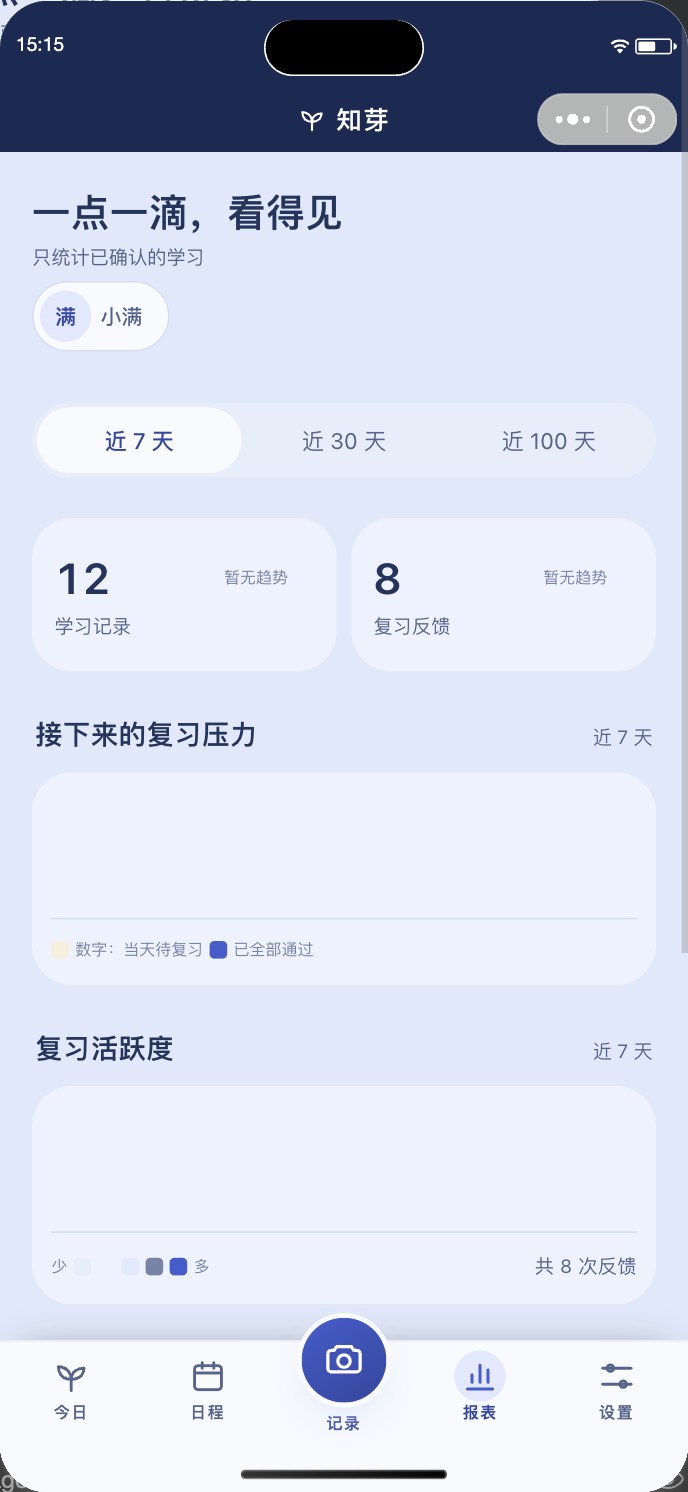 15:15
知芽
一点一滴，看得见
只统计已确认的学习
满 小满
近 7 天 近 30 天 近 100 天
12 暂无趋势
学习记录
8 暂无趋势
复习反馈
接下来的复习压力 近 7 天
数字：当天待复习 已全部通过
复习活跃度 近 7 天
少 多 共 8 次反馈
今日 日程 记录 报表 设置